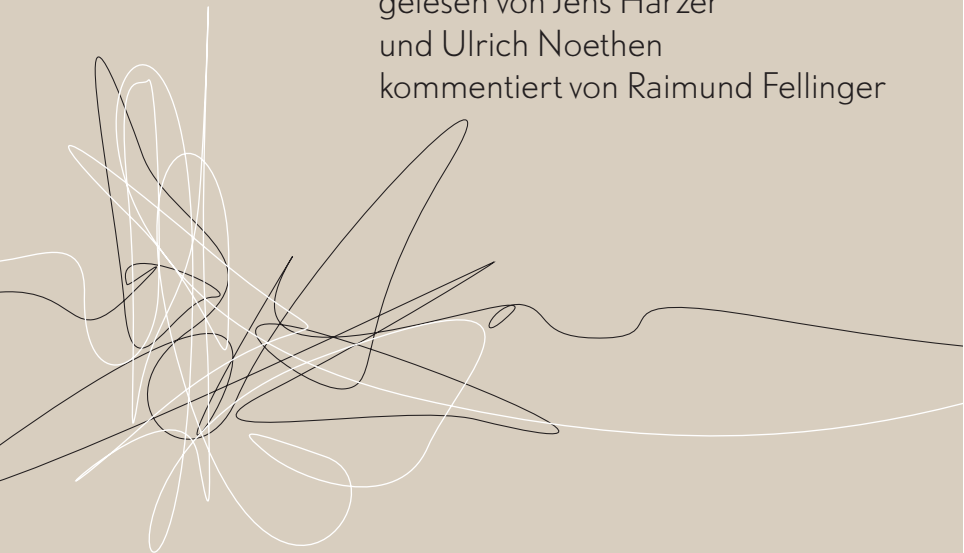 gelesen von Jens Harzer
und Ulrich Noethen
kommentiert von Raimund Fellinger